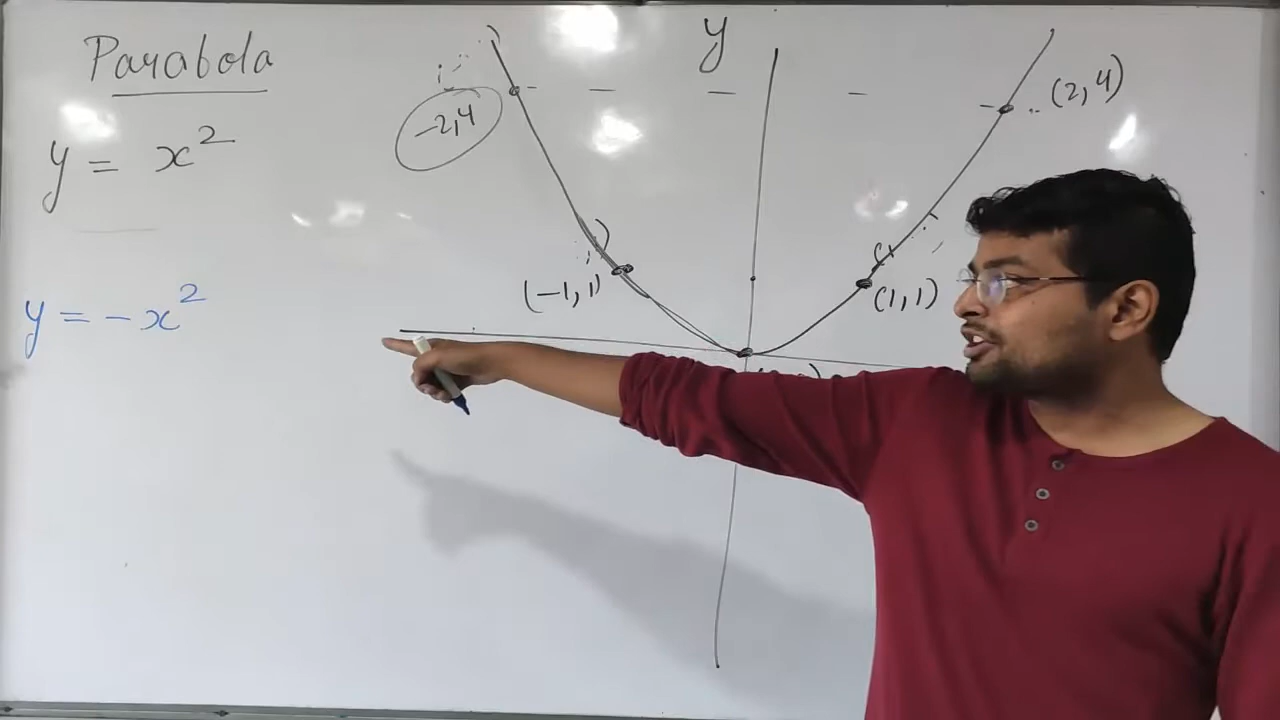 Parabola
y = x²
y = -x²
y
-2,4
(2,4)
(-1,1)
(1,1)